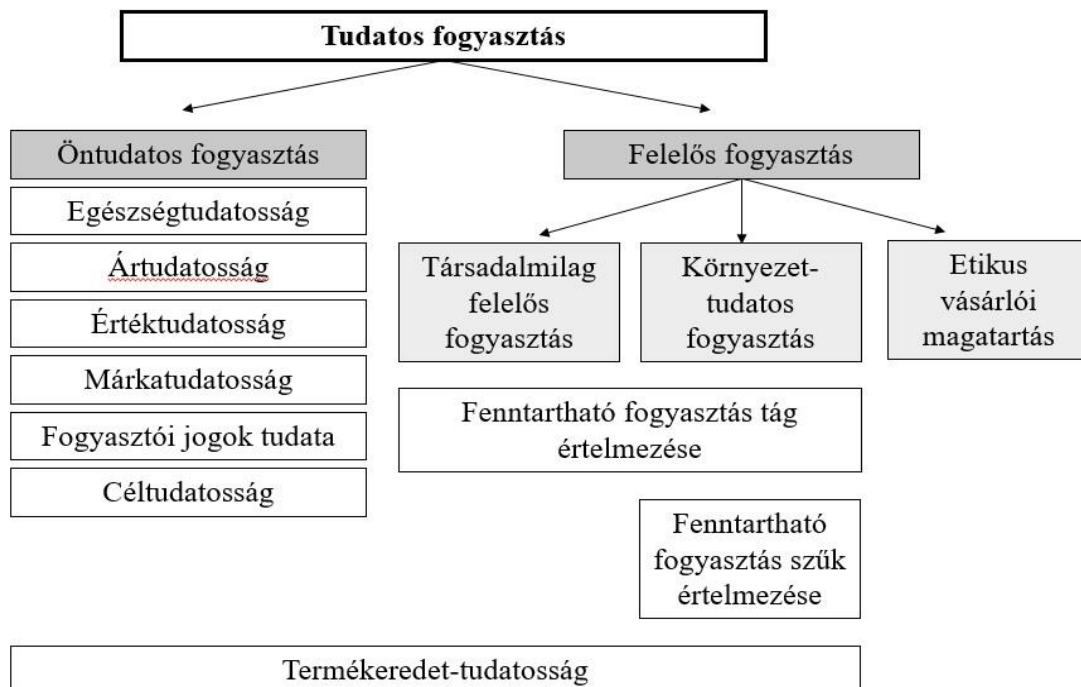 Tudatos fogyasztás
Öntudatos fogyasztás
Egészségtudatosság
Ártudatosság
Értéktudatosság
Márkatudatosság
Fogyasztói jogok tudata
Céltudatosság
Felelős fogyasztás
Társadalmilag
felelős
fogyasztás
Környezet-
tudatos
fogyasztás
Etikus
vásárlói
magatartás
Fenntartható fogyasztás tág
értelmezése
Fenntartható
fogyasztás szűk
értelmezése
Termékeredet-tudatosság